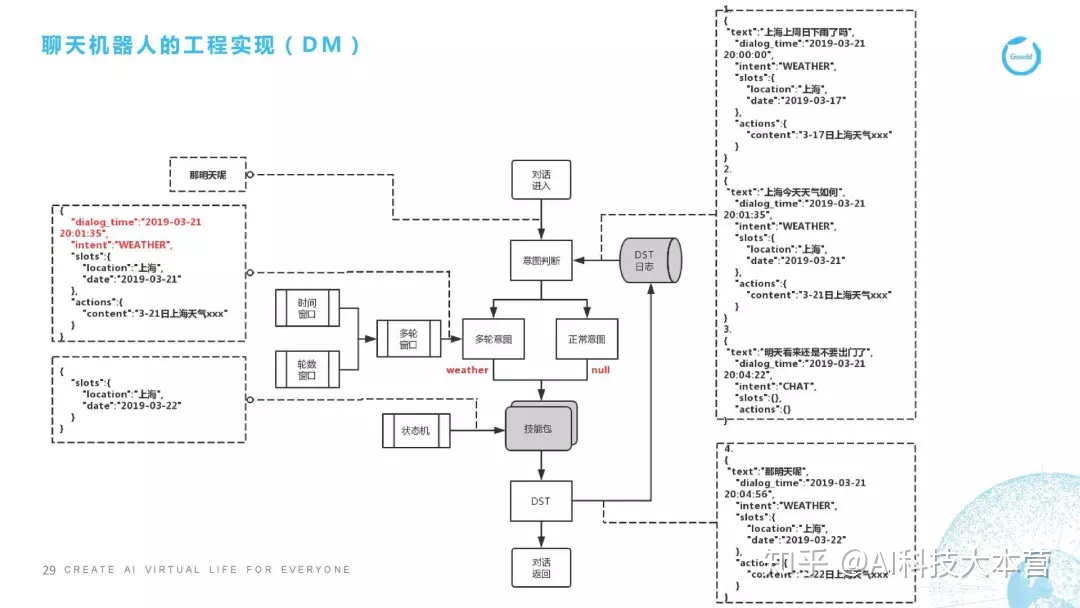 聊天机器人的工程实现（DM）
Gowild
1.
{
"text":"上海上周日下雨了吗",
"dialog_time":"2019-03-21
20:00:00",
"intent":"WEATHER",
"slots":{
"location":"上海",
"date":"2019-03-17"
},
"actions":{
"content":"3-17日上海天气xxx"
}
}
2.
{
"text":"上海今天天气如何",
"dialog_time":"2019-03-21
20:01:35",
"intent":"WEATHER",
"slots":{
"location":"上海",
"date":"2019-03-21"
},
"actions":{
"content":"3-21日上海天气xxx"
}
}
3.
{
"text":"明天看来还是不要出门了",
"dialog_time":"2019-03-21
20:04:22",
"intent":"CHAT",
"slots":{},
"actions":{}
}
那明天呢
{
"dialog_time":"2019-03-21
20:01:35",
"intent":"WEATHER",
"slots":{
"location":"上海",
"date":"2019-03-21"
},
"actions":{
"content":"3-21日上海天气xxx"
}
}
{
"slots":{
"location":"上海",
"date":"2019-03-22"
}
}
对话
进入
意图判断
DST
日志
时间
窗口
轮数
窗口
多轮
窗口
多轮意图
正常意图
weather
null
状态机
技能包
DST
对话
返回
4.
{
"text":"那明天呢",
"dialog_time":"2019-03-21
20:04:56",
"intent":"WEATHER",
"slots":{
"location":"上海",
"date":"2019-03-22"
},
"actions":{
"content":"3-22日上海天气xxx"
}
}
知乎 @AI科技大本营
29 CREATE AI VIRTUAL LIFE FOR EVERYONE